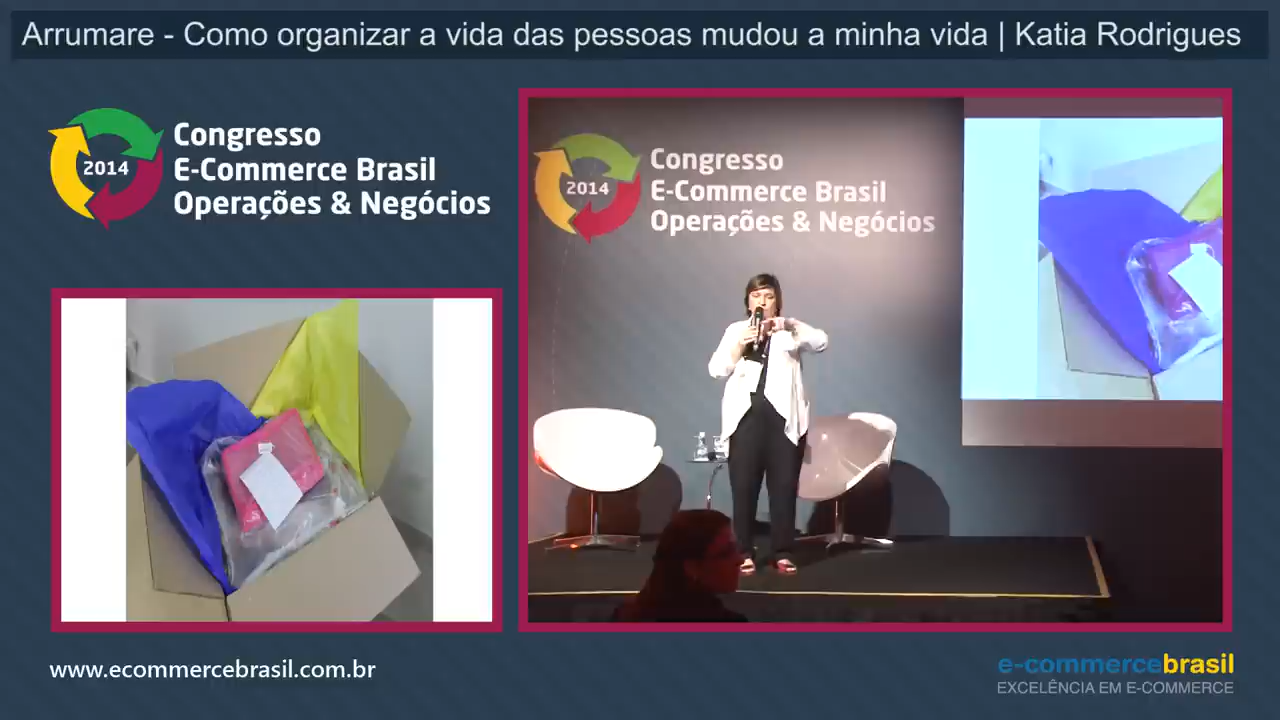 Arrumare - Como organizar a vida das pessoas mudou a minha vida | Katia Rodrigues
2014
Congresso
E-Commerce Brasil
Operações & Negócios
2014
Congresso
E-Commerce Brasil
Operações & Negócios
www.ecommercebrasil.com.br
e-commercebrasil
EXCELÊNCIA EM E-COMMERCE